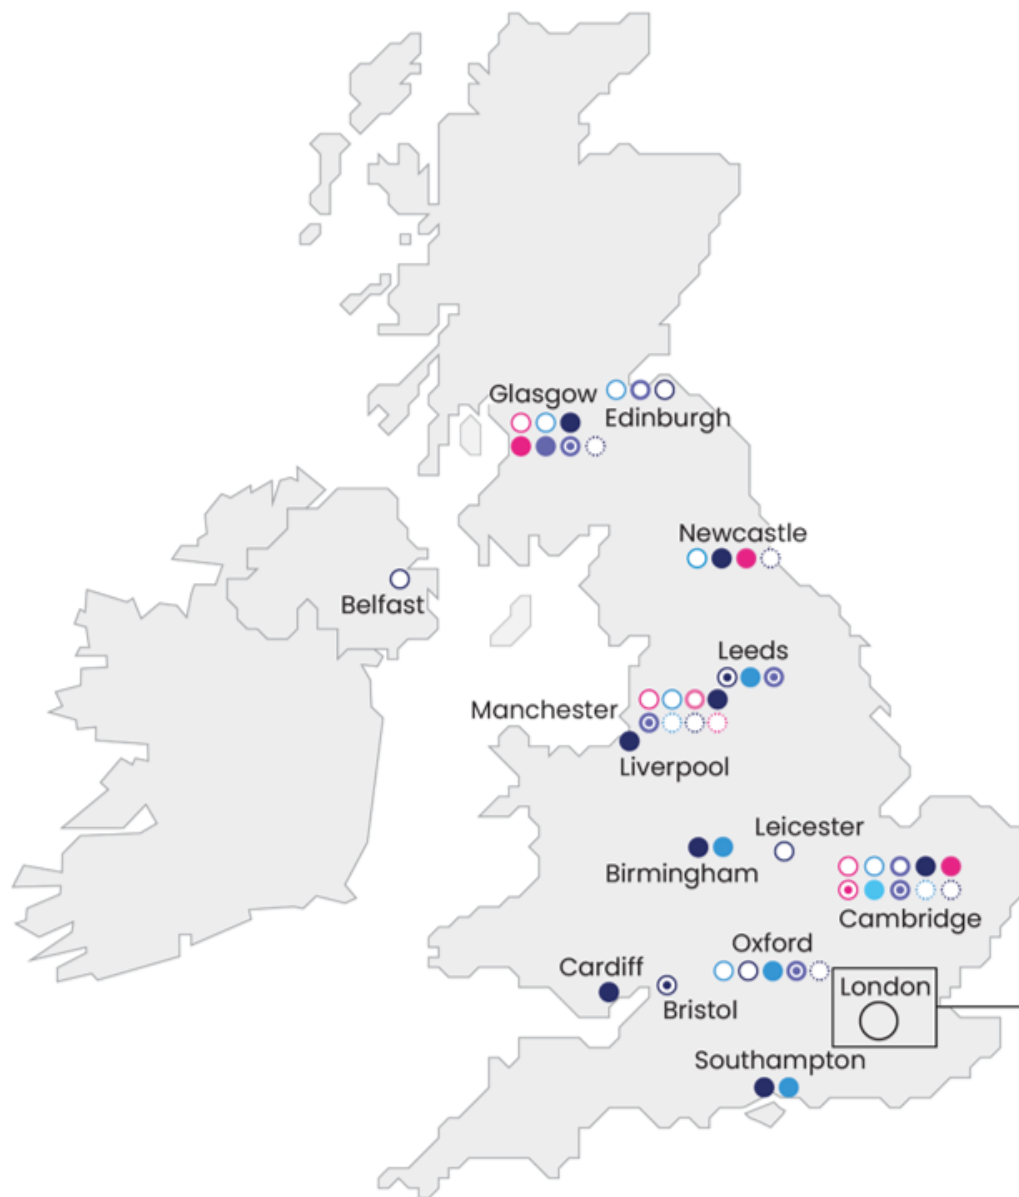 Glasgow
Edinburgh
Newcastle
Belfast
Leeds
Manchester
Liverpool
Leicester
Birmingham
Cambridge
Oxford
Cardiff
London
Bristol
Southampton